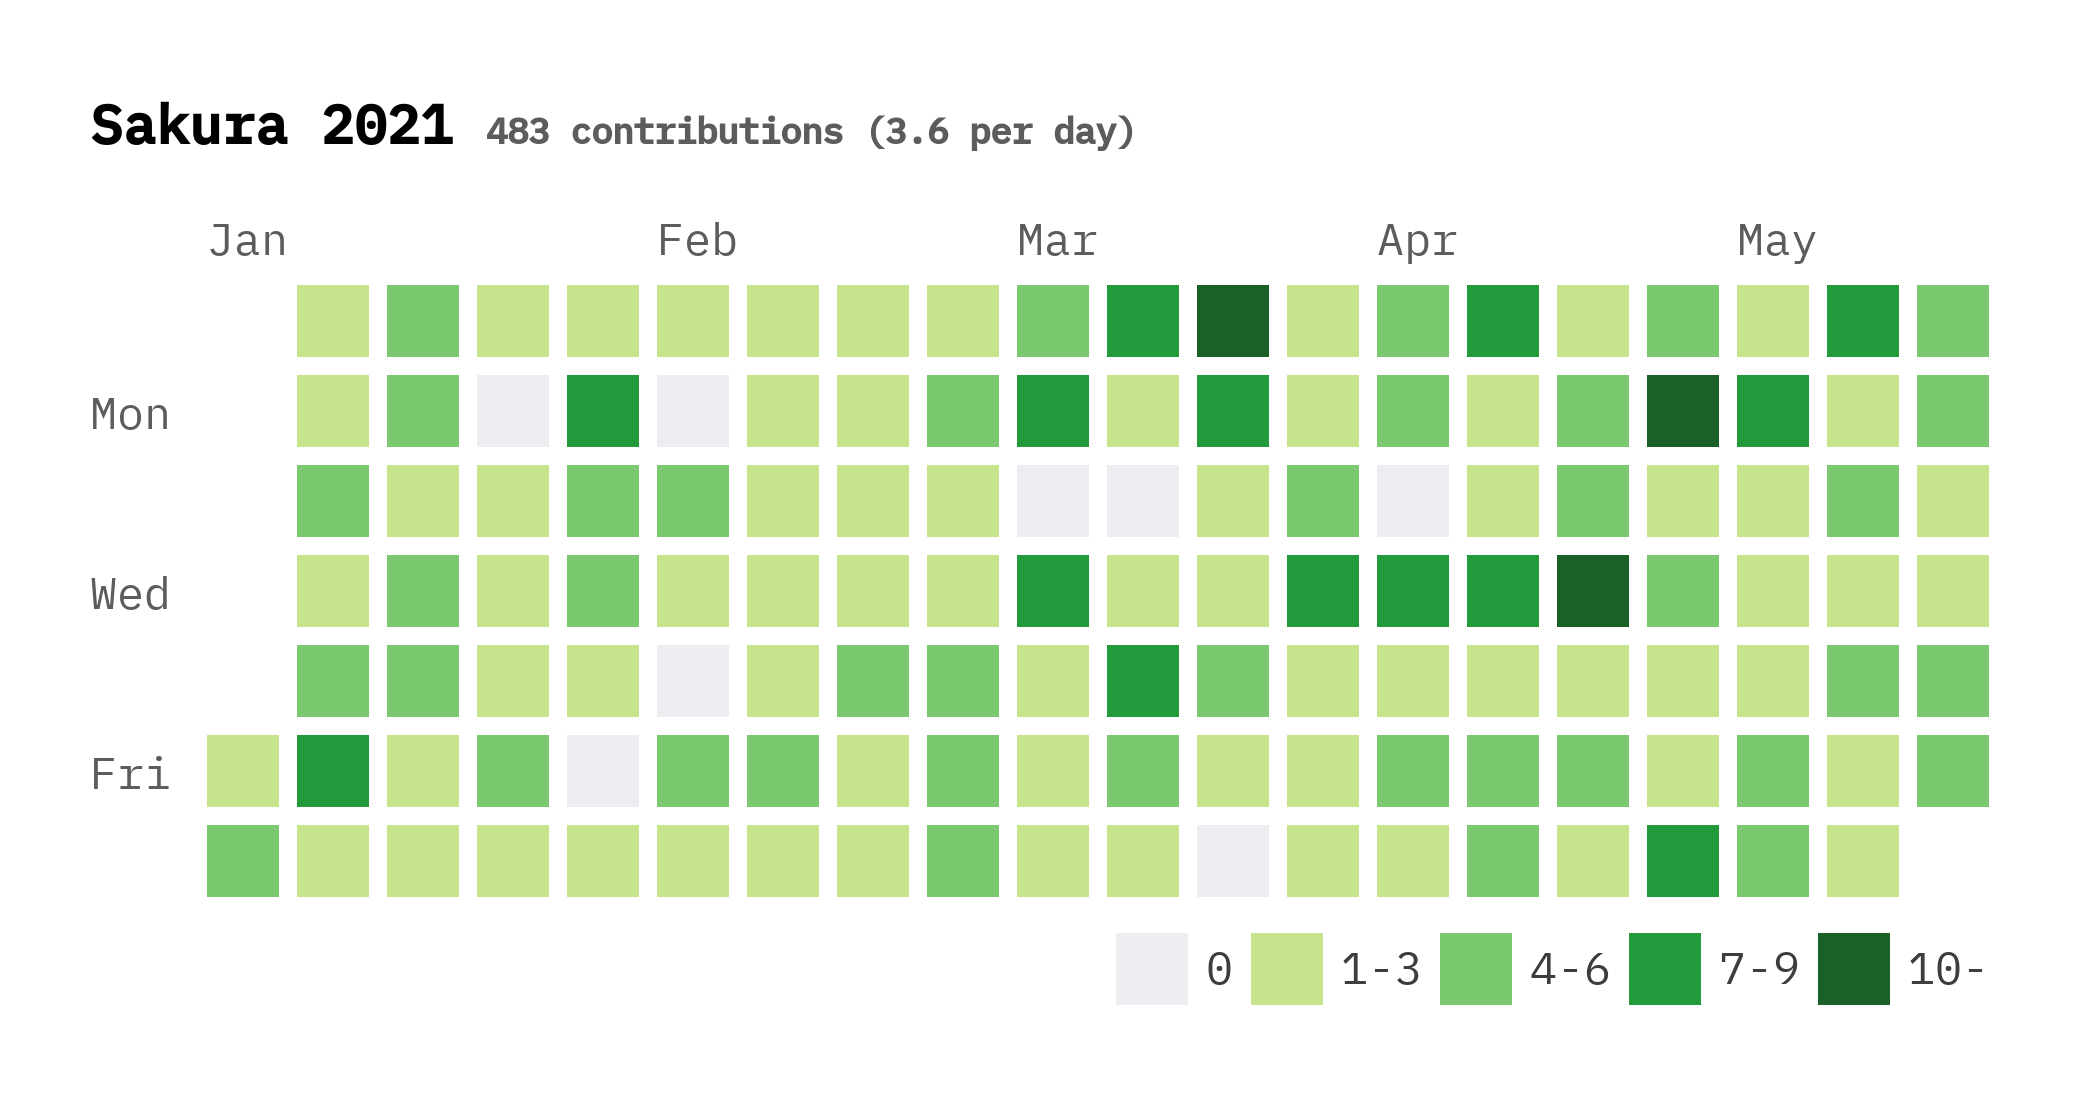 Sakura 2021 483 contributions (3.6 per day)
Jan Feb Mar Apr May
Mon
Wed
Fri
0 1-3 4-6 7-9 10-